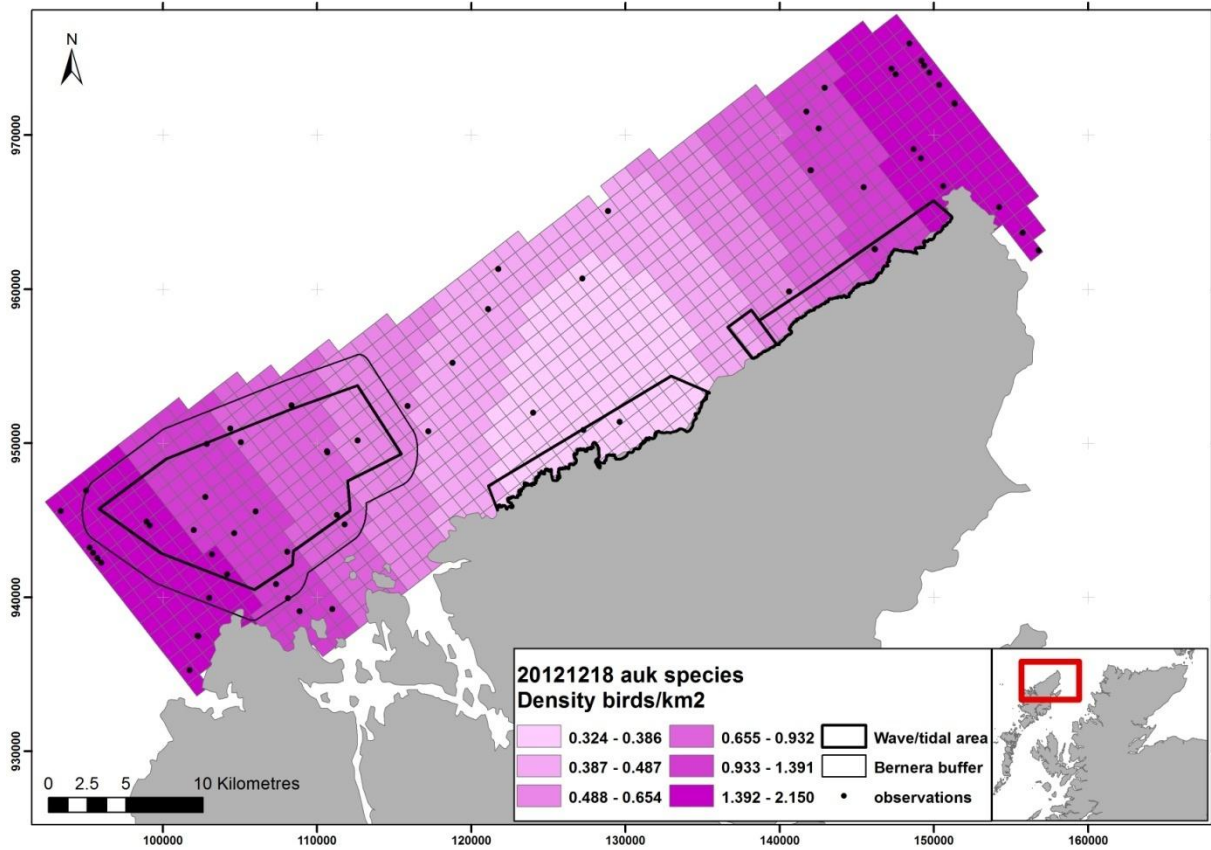 N
970000
960000
950000
940000
930000
0 2.5 5 10 Kilometres
20121218 auk species
Density birds/km2
0.324 - 0.386 0.655 - 0.932 Wave/tidal area
0.387 - 0.487 0.933 - 1.391 Bernera buffer
0.488 - 0.654 1.392 - 2.150 observations
100000 110000 120000 130000 140000 150000 160000